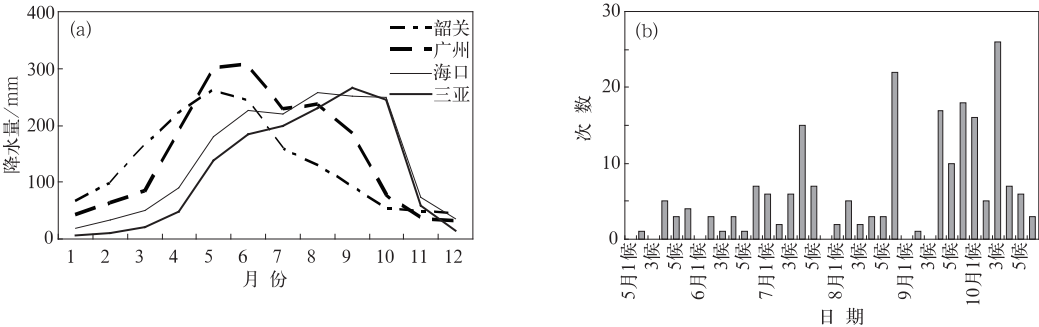 (a)
降水量/mm
400
300
200
100
0
韶关
广州
海口
三亚
1 2 3 4 5 6 7 8 9 10 11 12
月 份
(b)
次 数
30
20
10
0
5月1候 3候 5候 6月1候 3候 5候 7月1候 3候 5候 8月1候 3候 5候 9月1候 3候 5候 10月1候 3候 5候
日 期